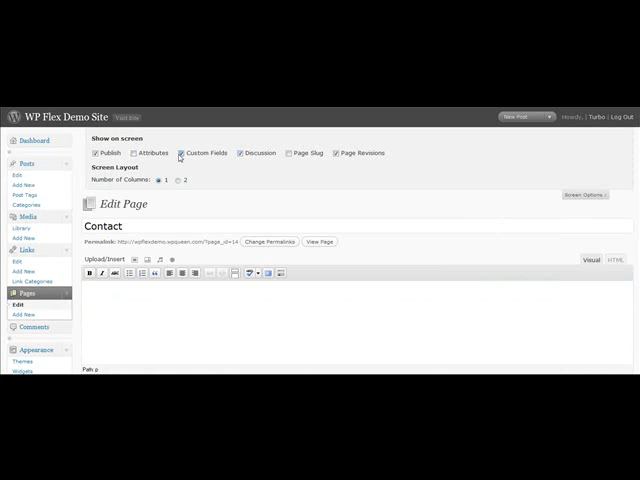 WP Flex Demo Site Visit Site New Post Howdy, | Turbo | Log Out
Dashboard
Posts
Edit
Add New
Post Tags
Categories
Media
Library
Add New
Links
Edit
Add New
Link Categories
Pages
Edit
Add New
Comments
Appearance
Themes
Widgets
Show on screen
Publish Attributes Custom Fields Discussion Page Slug Page Revisions
Screen Layout
Number of Columns: 1 2
Screen Options
Edit Page
Contact
Permalink: http://wpflexdemo.wpqueen.com/?page_id=14 Change Permalinks View Page
Upload/Insert Visual HTML
B I ABC
Path: p